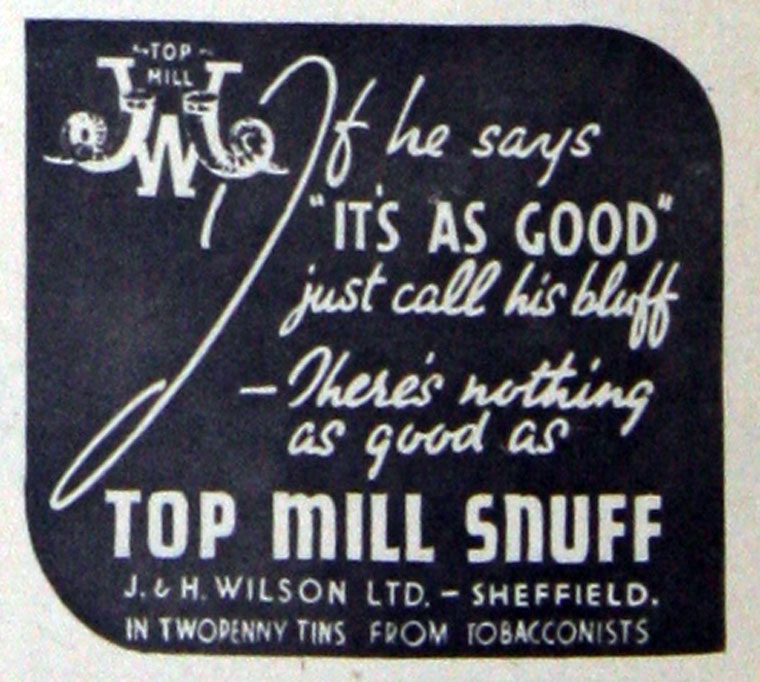 TOP
MILL
JWJ
If he says
"IT'S AS GOOD"
just call his bluff
– There's nothing
as good as
TOP MILL SNUFF
J. & H. WILSON LTD. – SHEFFIELD.
IN TWOPENNY TINS FROM TOBACCONISTS